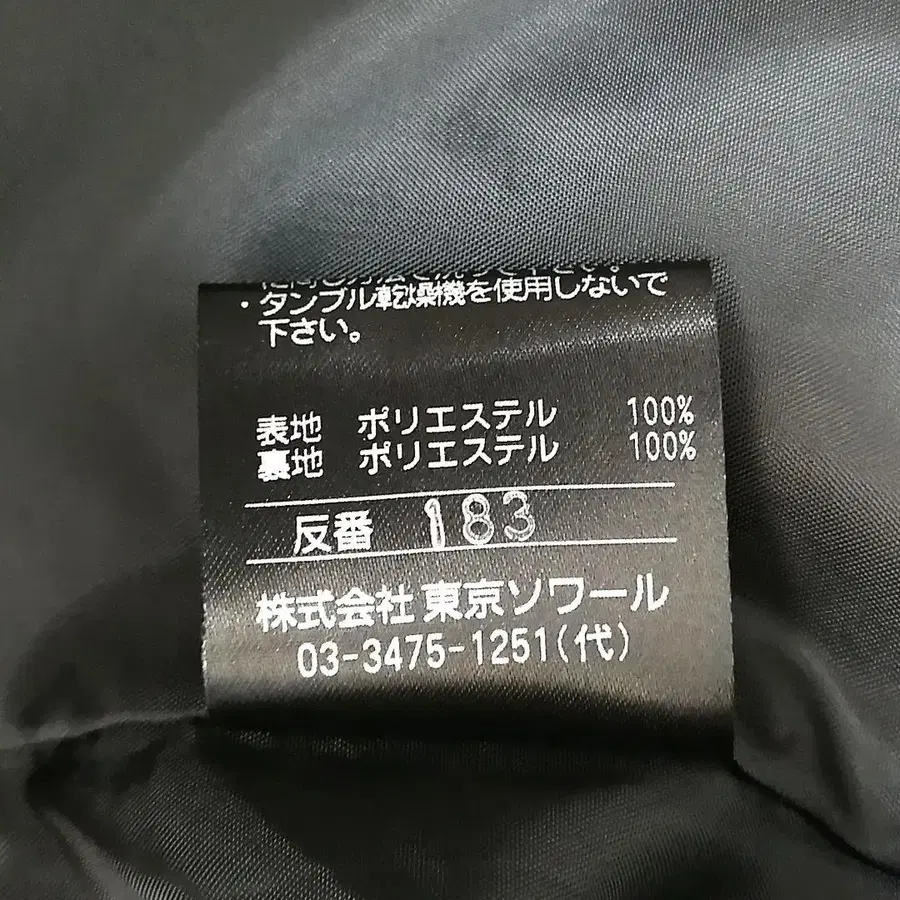 ・タンブル乾燥機を使用しないで
下さい。
表地 ポリエステル 100%
裏地 ポリエステル 100%
反番 183
株式会社 東京ソワール
03-3475-1251(代)